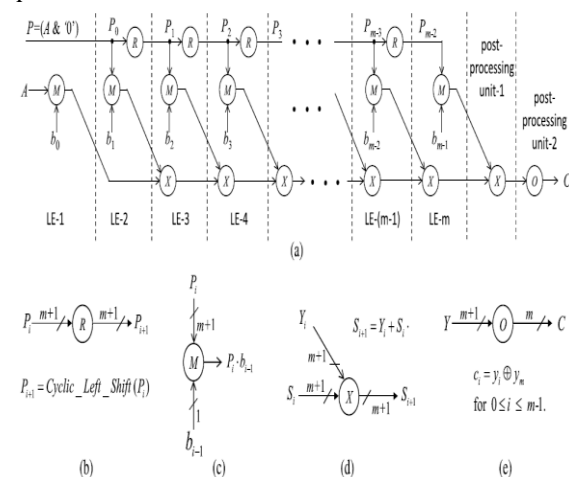 P=(A & '0') P₀ P₁ P₂ P₃ Pₘ₋₃ Pₘ₋₂
R R R R
post-processing unit-1
post-processing unit-2
A M M M M M M
b₀ b₁ b₂ b₃ bₘ₋₂ bₘ₋₁
X X X X X X O C
LE-1 LE-2 LE-3 LE-4 LE-(m-1) LE-m
(a)
Pᵢ m+1 R m+1 Pᵢ₊₁
Pᵢ₊₁ = Cyclic_Left_Shift(Pᵢ)
(b)
Pᵢ
m+1
M Pᵢ·bᵢ₋₁
1
bᵢ₋₁
(c)
Yᵢ Sᵢ₊₁ = Yᵢ + Sᵢ ·
m+1
Sᵢ m+1 X m+1 Sᵢ₊₁
(d)
Y m+1 O m C
cᵢ = yᵢ ⊕ yₘ
for 0 ≤ i ≤ m-1.
(e)